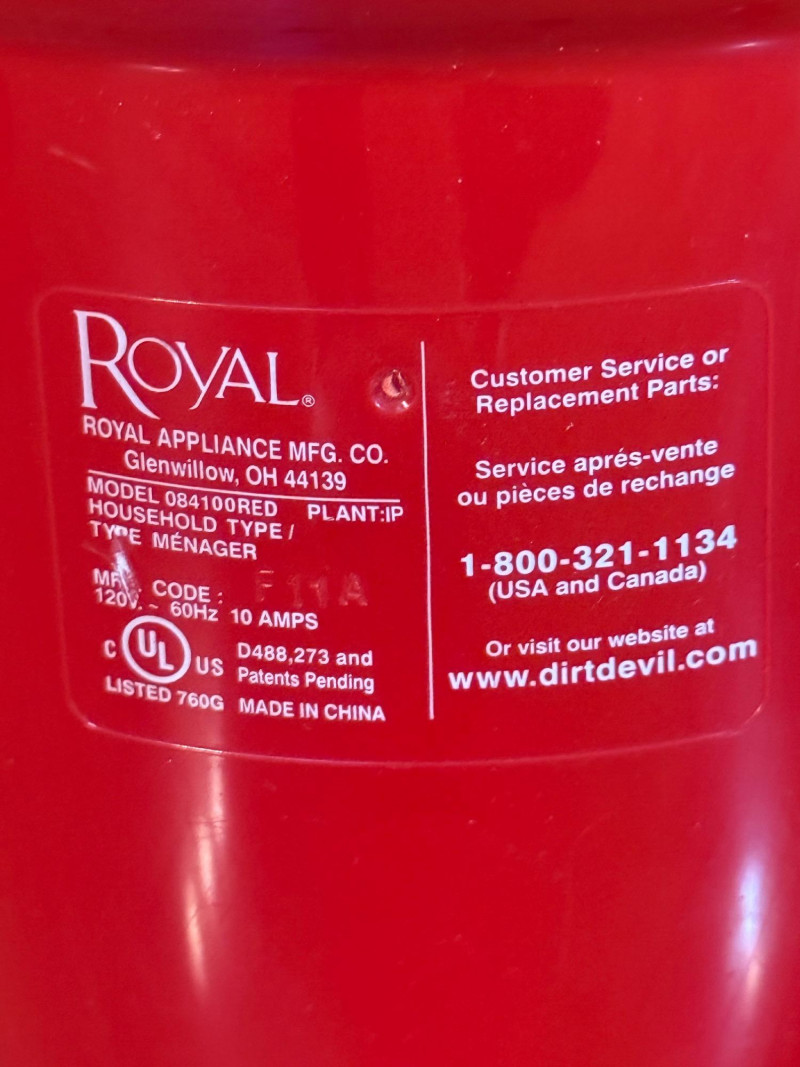 ROYAL®
ROYAL APPLIANCE MFG. CO.
Glenwillow, OH 44139
MODEL 084100RED PLANT:IP
HOUSEHOLD TYPE /
TYPE MÉNAGER
CODE : F11A
120V. ~ 60Hz 10 AMPS
C UL US
D488,273 and
Patents Pending
LISTED 760G MADE IN CHINA
Customer Service or
Replacement Parts:
Service aprés-vente
ou pièces de rechange
1-800-321-1134
(USA and Canada)
Or visit our website at
www.dirtdevil.com